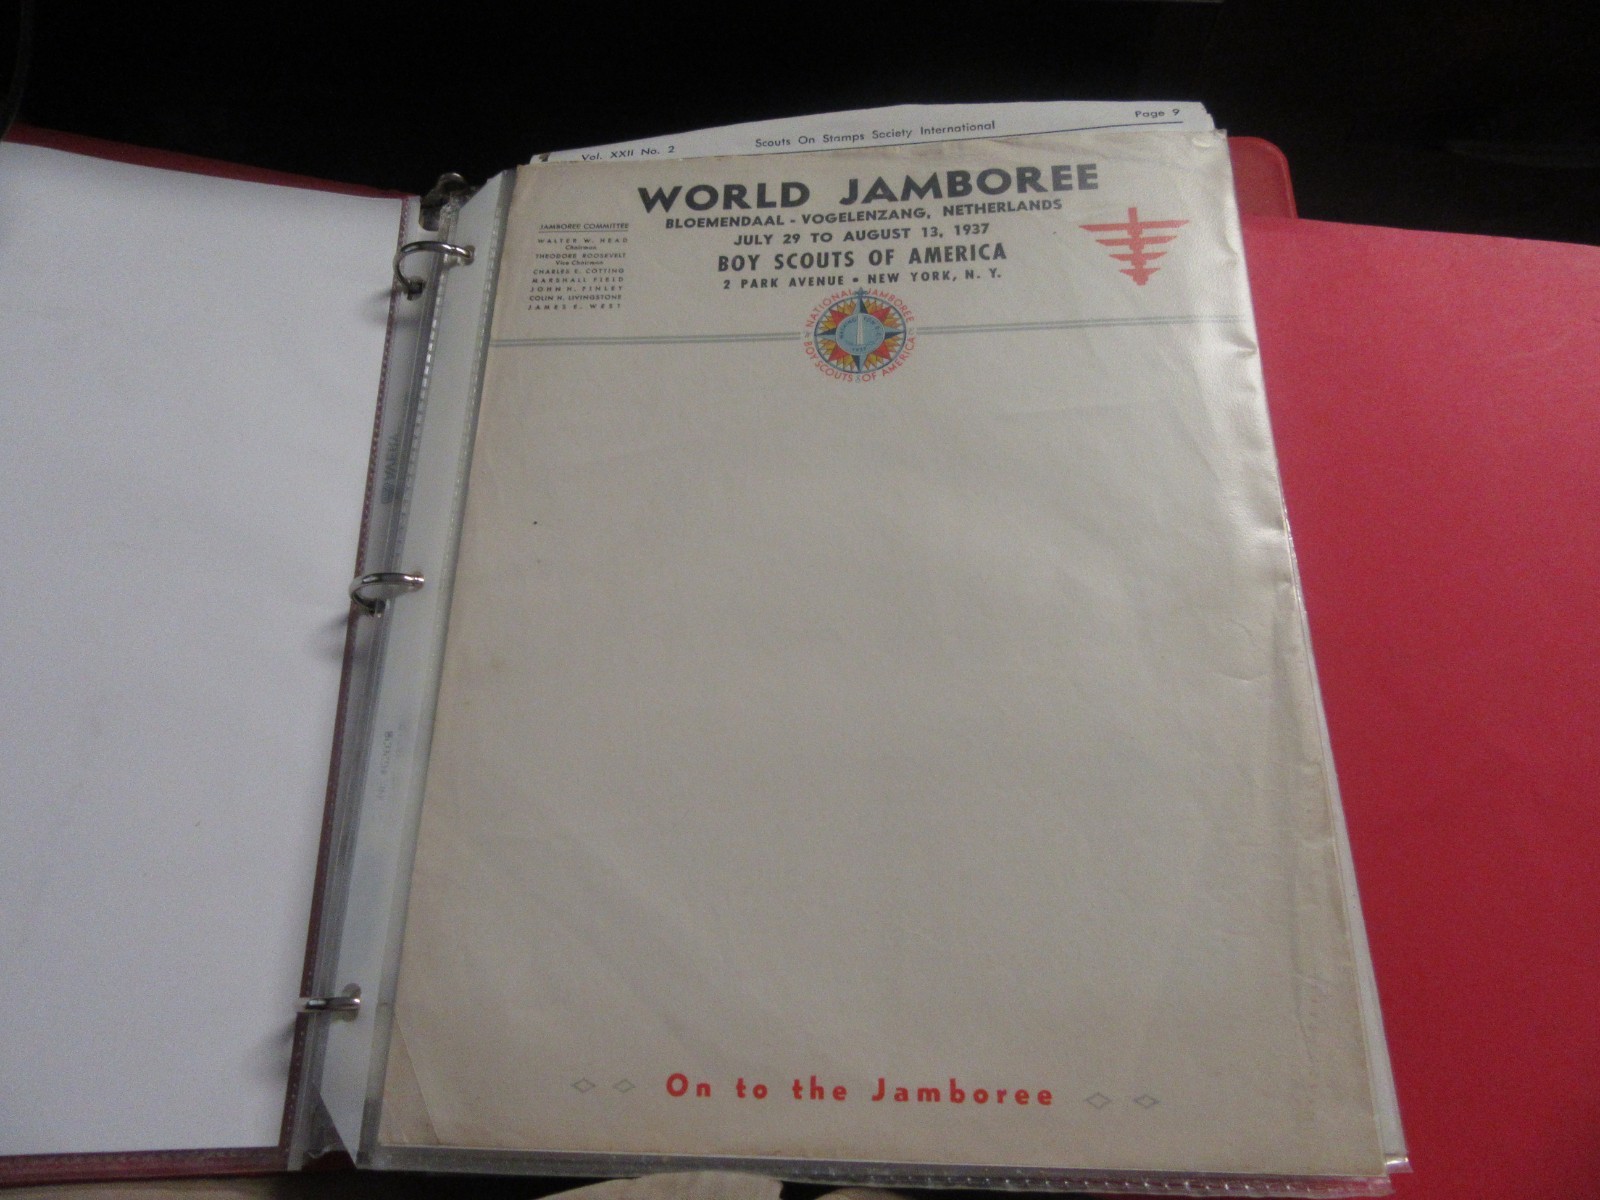 Vol. XXII No. 2 Scouts On Stamps Society International Page 9
WORLD JAMBOREE
BLOEMENDAAL - VOGELENZANG, NETHERLANDS
JULY 29 TO AUGUST 13, 1937
BOY SCOUTS OF AMERICA
2 PARK AVENUE • NEW YORK, N. Y.
JAMBOREE COMMITTEE
WALTER W. HEAD
Chairman
THEODORE ROOSEVELT
Vice Chairman
CHARLES E. COTTING
MARSHALL FIELD
JOHN H. FINLEY
COLIN H. LIVINGSTONE
JAMES E. WEST
NATIONAL JAMBOREE
BOY SCOUTS OF AMERICA
On to the Jamboree